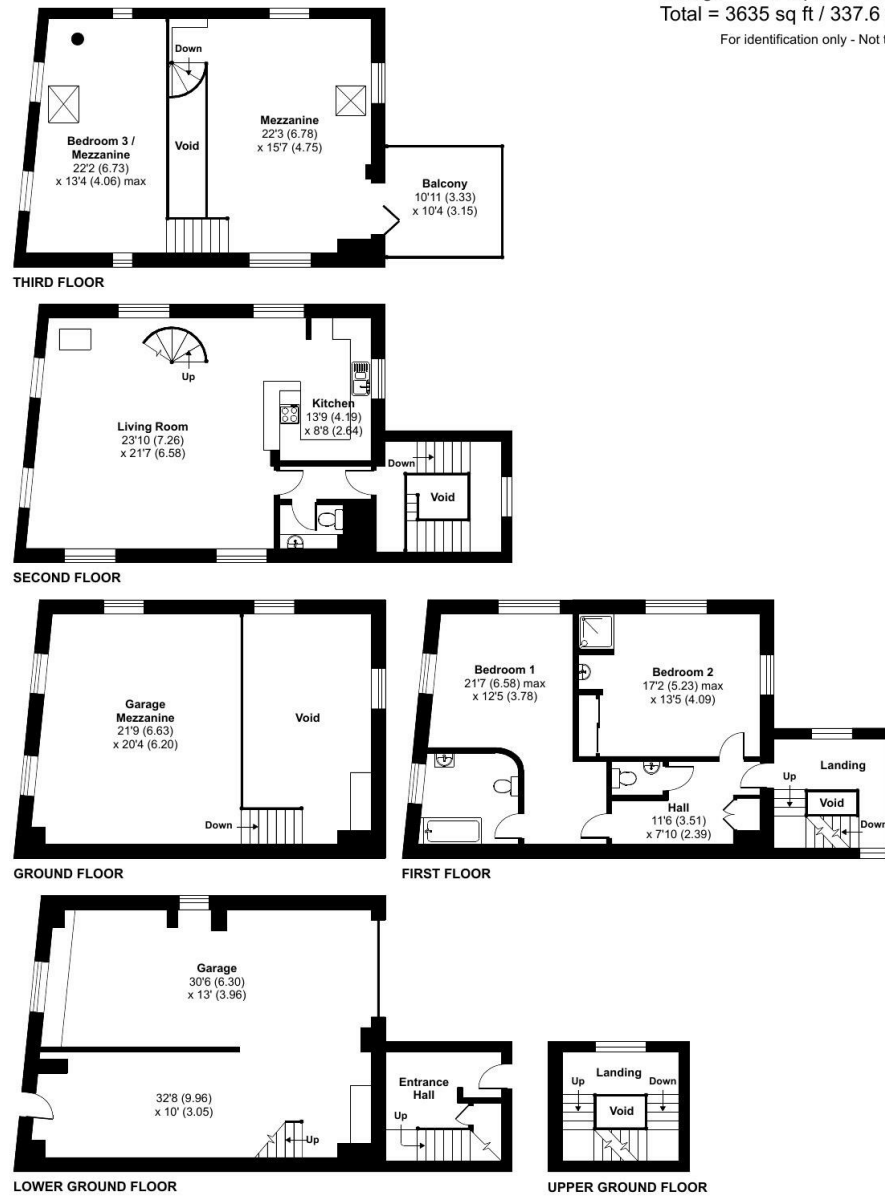 Total = 3635 sq ft / 337.6
For identification only - Not t
Down
Bedroom 3 /
Mezzanine
22'2 (6.73)
x 13'4 (4.06) max
Void
Mezzanine
22'3 (6.78)
x 15'7 (4.75)
Balcony
10'11 (3.33)
x 10'4 (3.15)
THIRD FLOOR
Up
Living Room
23'10 (7.26)
x 21'7 (6.58)
Kitchen
13'9 (4.19)
x 8'8 (2.64)
Down
Void
SECOND FLOOR
Garage
Mezzanine
21'9 (6.63)
x 20'4 (6.20)
Void
Down
GROUND FLOOR
Bedroom 1
21'7 (6.58) max
x 12'5 (3.78)
Bedroom 2
17'2 (5.23) max
x 13'5 (4.09)
Hall
11'6 (3.51)
x 7'10 (2.39)
Landing
Up
Void
Down
FIRST FLOOR
Garage
30'6 (6.30)
x 13' (3.96)
32'8 (9.96)
x 10' (3.05)
Up
Entrance
Hall
Up
LOWER GROUND FLOOR
Landing
Up
Down
Void
UPPER GROUND FLOOR